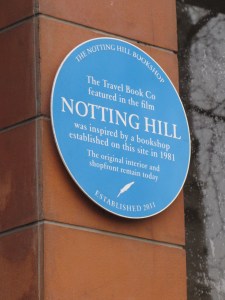 THE NOTTING HILL BOOKSHOP
The Travel Book Co
featured in the film
NOTTING HILL
was inspired by a bookshop
established on this site in 1981
The original interior and
shopfront remain today
ESTABLISHED 2011